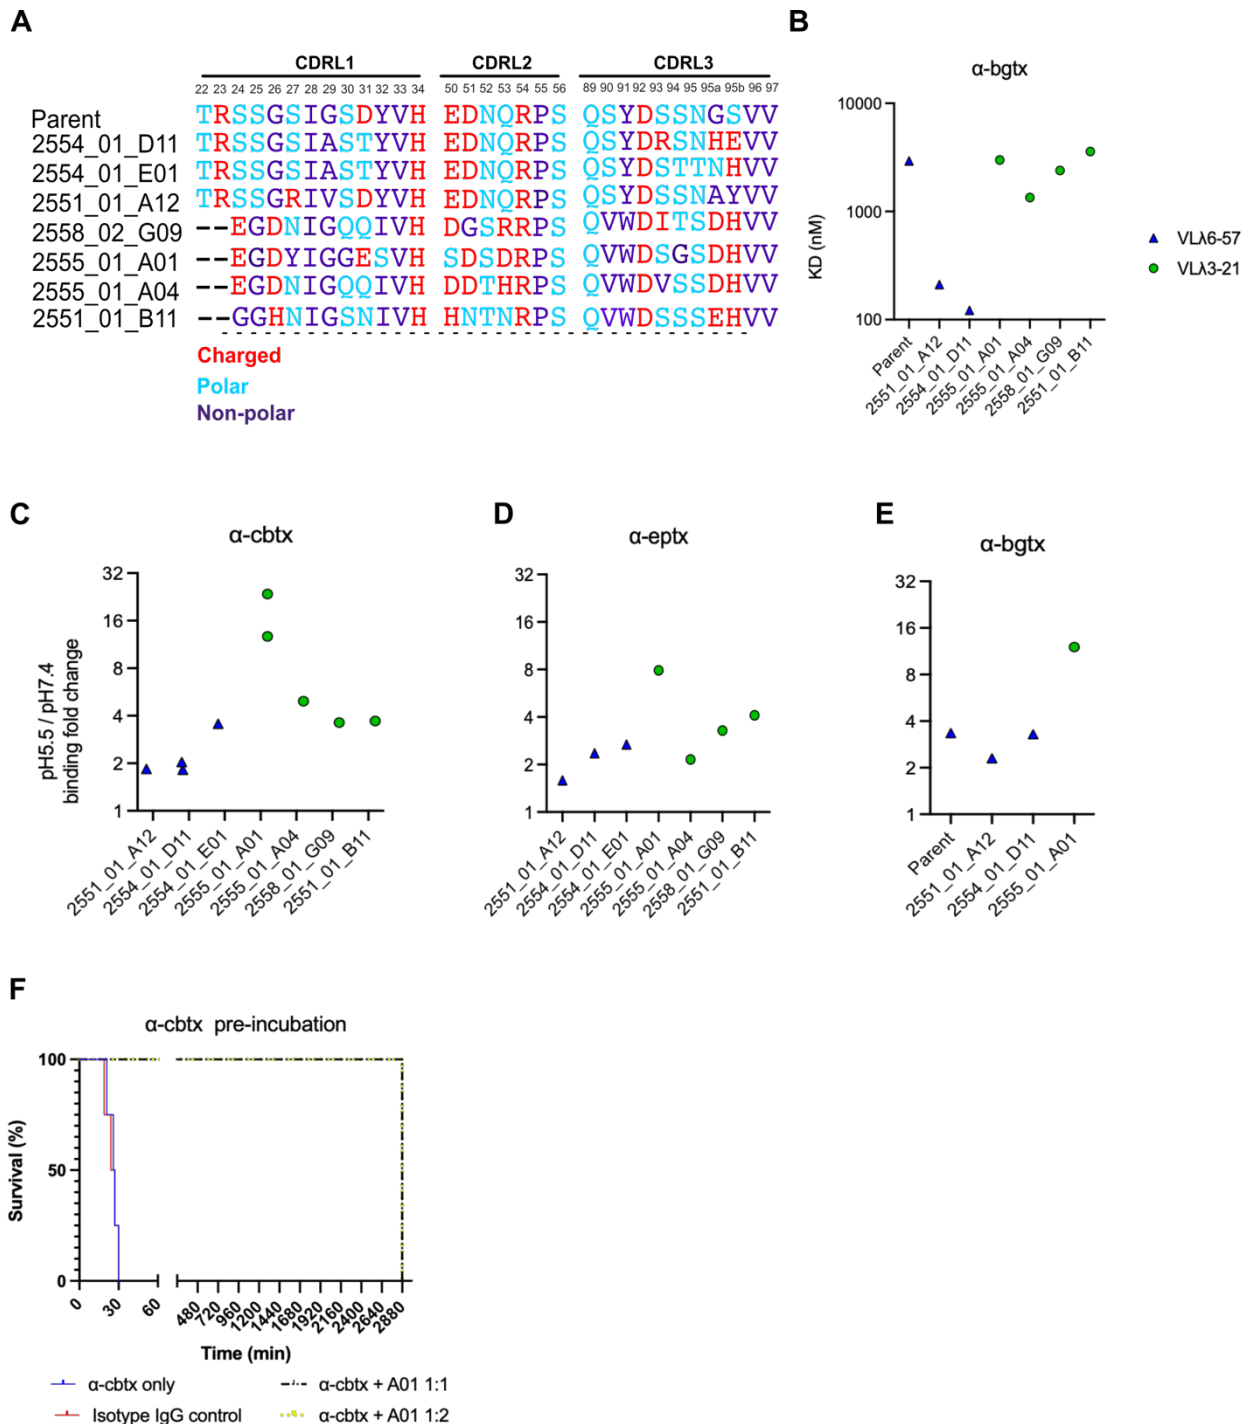 A
CDRL1 CDRL2 CDRL3
22 23 24 25 26 27 28 29 30 31 32 33 34 50 51 52 53 54 55 56 89 90 91 92 93 94 95 95a 95b 96 97
Parent TRSSGSIGSDYVH EDNQRPS QSYDSSNGSVV
2554_01_D11 TRSSGSIASTYVH EDNQRPS QSYDRSNHEVV
2554_01_E01 TRSSGSIASTYVH EDNQRPS QSYDSTTNHVV
2551_01_A12 TRSSGRIVSDYVH EDNQRPS QSYDSSNAYVV
2558_02_G09 --EGDNIGQQIVH DGSRRPS QVWDITSDHVV
2555_01_A01 --EGDYIGGESVH SDSDRPS QVWDSGSDHVV
2555_01_A04 --EGDNIGQQIVH DDTHRPS QVWDVSSDHVV
2551_01_B11 --GGHNIGSNIVH HNTNRPS QVWDSSSEHVV
Charged
Polar
Non-polar
B
α-bgtx
10000
1000
100
KD (nM)
Parent
2551_01_A12
2554_01_D11
2555_01_A01
2555_01_A04
2558_01_G09
2551_01_B11
VLλ6-57
VLλ3-21
C
α-cbtx
32
16
8
4
2
1
pH5.5 / pH7.4
binding fold change
2551_01_A12
2554_01_D11
2554_01_E01
2555_01_A01
2555_01_A04
2558_01_G09
2551_01_B11
D
α-eptx
32
16
8
4
2
1
2551_01_A12
2554_01_D11
2554_01_E01
2555_01_A01
2555_01_A04
2558_01_G09
2551_01_B11
E
α-bgtx
32
16
8
4
2
1
Parent
2551_01_A12
2554_01_D11
2555_01_A01
F
α-cbtx pre-incubation
100
50
0
Survival (%)
0 30 60 480 720 960 1200 1440 1680 1920 2160 2400 2640 2880
Time (min)
α-cbtx only α-cbtx + A01 1:1
Isotype IgG control α-cbtx + A01 1:2